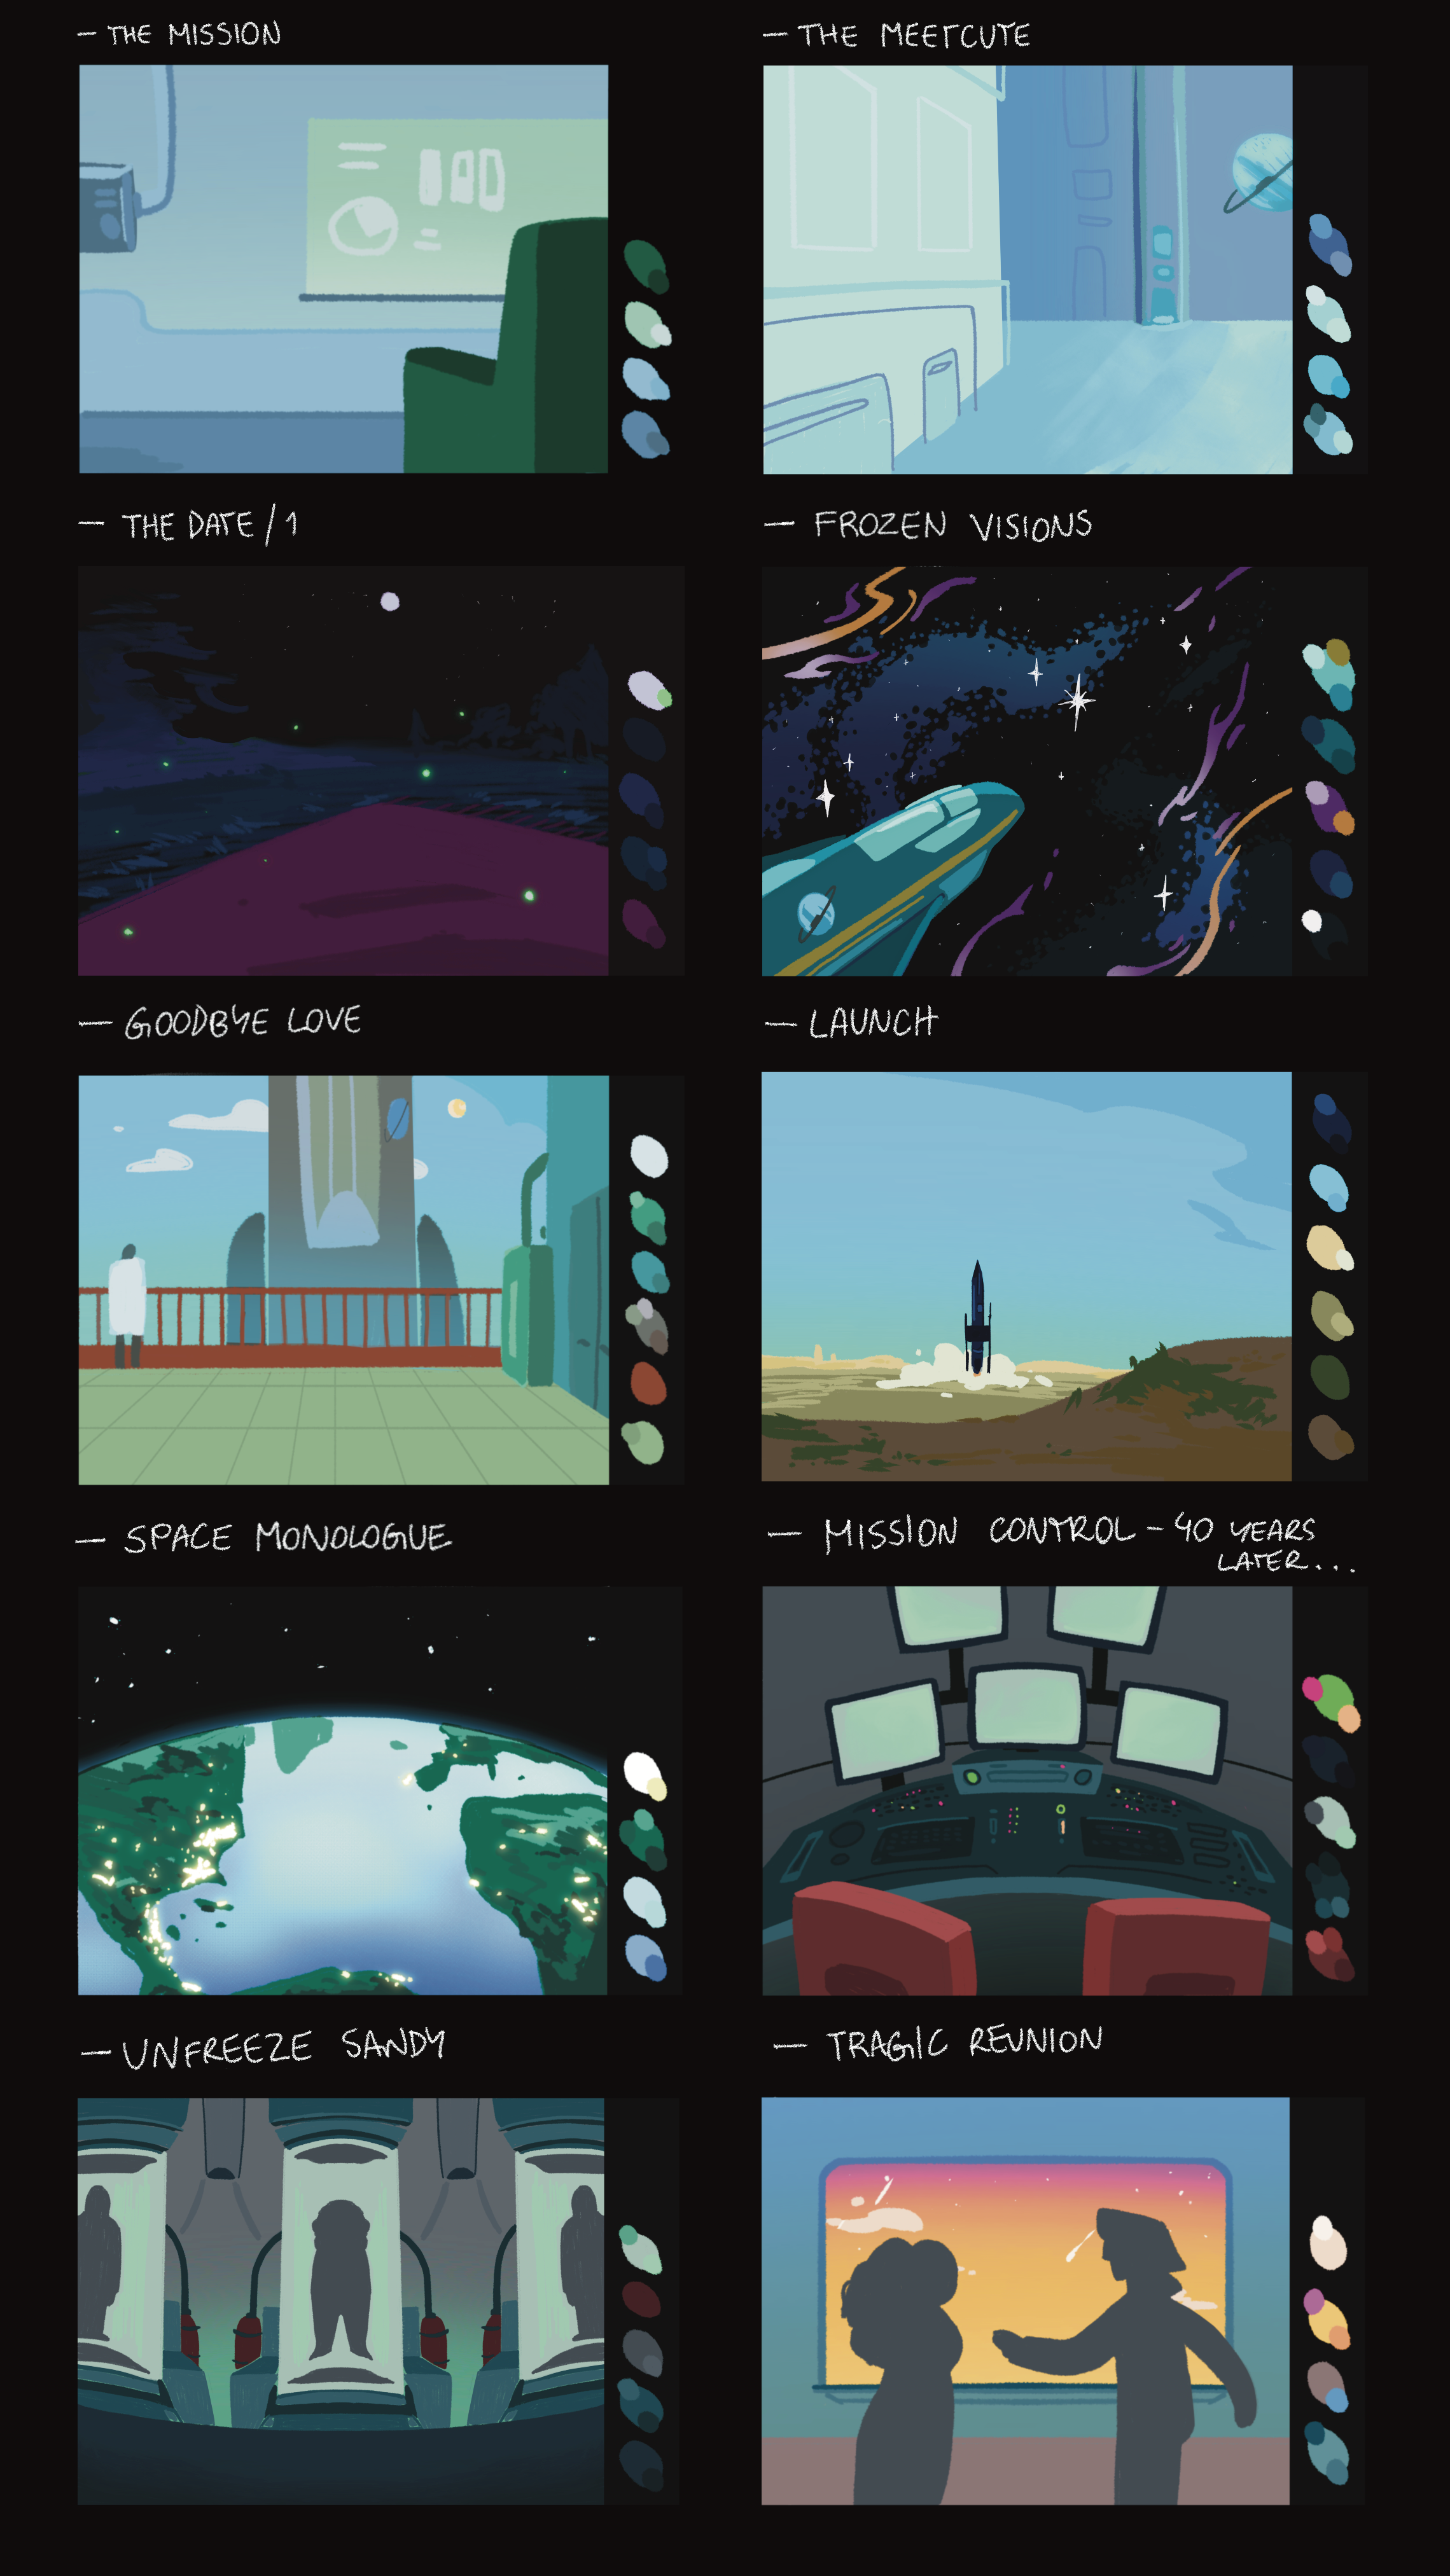 — THE MISSION
— THE MEETCUTE
— THE DATE / 1
— FROZEN VISIONS
— GOODBYE LOVE
— LAUNCH
— SPACE MONOLOGUE
— MISSION CONTROL – 40 YEARS
LATER...
— UNFREEZE SANDY
— TRAGIC REUNION